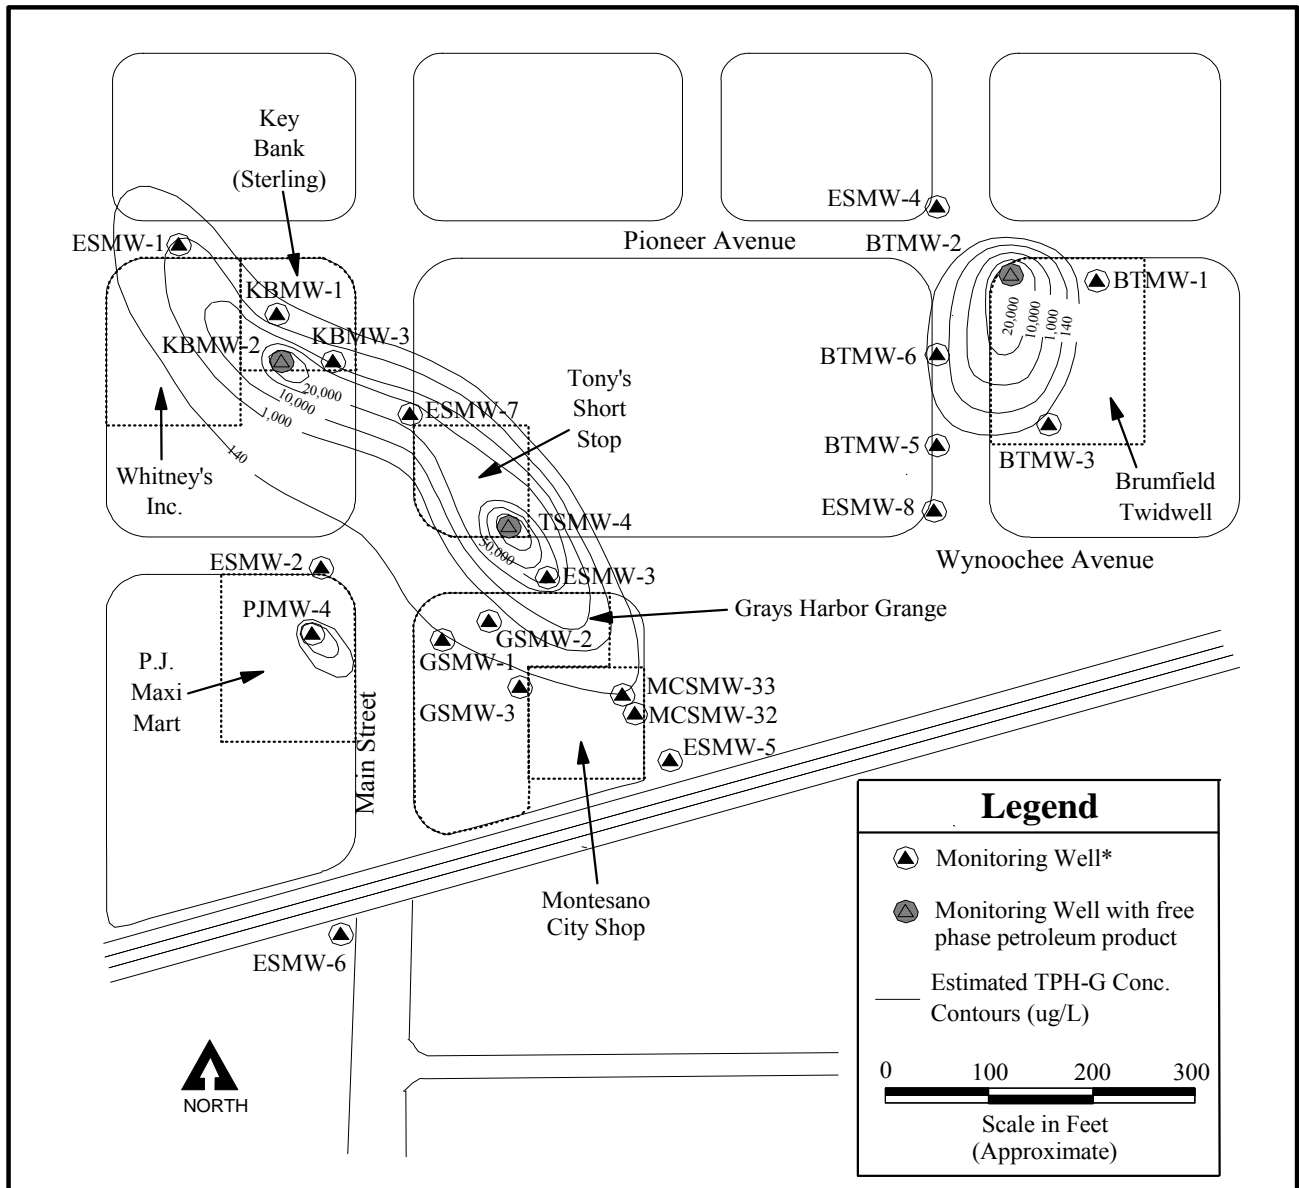 Key
Bank
(Sterling)
ESMW-4
ESMW-1
Pioneer Avenue
BTMW-2
KBMW-1
BTMW-1
KBMW-3
KBMW-2
BTMW-6
20,000
10,000
1,000
140
20,000
10,000
1,000
140
Tony's
Short
Stop
ESMW-7
BTMW-5
BTMW-3
Whitney's
Inc.
Brumfield
Twidwell
ESMW-8
TSMW-4
50,000
Wynoochee Avenue
ESMW-2
ESMW-3
PJMW-4
Grays Harbor Grange
GSMW-2
GSMW-1
P.J.
Maxi
Mart
GSMW-3
MCSMW-33
MCSMW-32
ESMW-5
Main Street
Montesano
City Shop
ESMW-6
NORTH
Legend
Monitoring Well*
Monitoring Well with free
phase petroleum product
Estimated TPH-G Conc.
Contours (ug/L)
0 100 200 300
Scale in Feet
(Approximate)